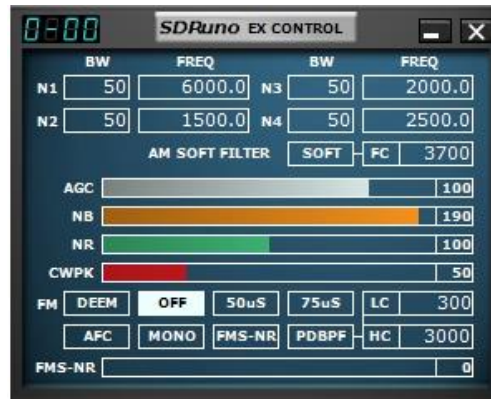 0-00 SDRuno EX CONTROL
BW FREQ BW FREQ
N1 50 6000.0 N3 50 2000.0
N2 50 1500.0 N4 50 2500.0
AM SOFT FILTER SOFT FC 3700
AGC 100
NB 190
NR 100
CWPK 50
FM DEEM OFF 50uS 75uS LC 300
AFC MONO FMS-NR PDBPF HC 3000
FMS-NR 0